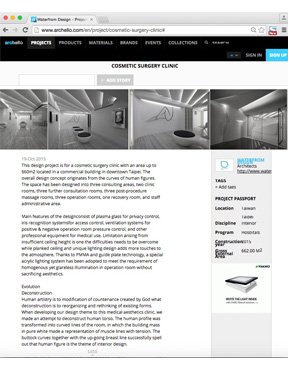 Waterfrom Design - Projec
www.archello.com/en/project/cosmetic-surgery-clinic#
archello PROJECTS PRODUCTS MATERIALS BRANDS EVENTS COLLECTIONS
SIGN IN SIGN UP
COSMETIC SURGERY CLINIC
+ ADD STORY
19-Oct-2015
This design project is for a cosmetic surgery clinic with an area up to
660m2 located in a commercial building in downtown Taipei. The
overall design concept originates from the curves of human figures.
The space has been designed into three consulting areas, two clinic
rooms, three further consultation rooms, three post-procedure
massage rooms, three operation rooms, one recovery room, and staff
administrative area.
Main features of the designconsist of plasma glass for privacy control,
iris recognition systemsfor access control, ventilation systems for
positive & negative operation room pressure control, and other
professional equipment for medical use. Limitation arising from
insufficient ceiling height is one the difficulties needs to be overcome
while planked ceiling and unique lighting design adds more touches to
the atmosphere. Thanks to PMMA and guide plate technology, a special
acrylic lighting system has been adopted to meet the requirement of
homogenous yet glareless illumination in operation room without
sacrificing aesthetics.
Evolution
Deconstruction
Human artistry is to modification of countenance created by God what
deconstruction is to reorganizing and rethinking of existing forms.
When developing our design theme to this medical aesthetics clinic, we
made an attempt to deconstruct human torso. The human profile was
transformed into curved lines of the room, in which the building mass
in pure white made a representation of muscle lines with tension. The
buttock curves together with the up-going breast line successfully spell
out that human figure is the theme of interior design.
LESS
WATERFROM
Architects
http://www.water
TAGS
+ Add tags
PROJECT PASSPORT
Location Taiwan
Taiwan
Discipline Interior
Program Hospitals
Construction 2015
year
Gross 662.00 M2
External
Area
WRITE THE LIGHT INSIDE